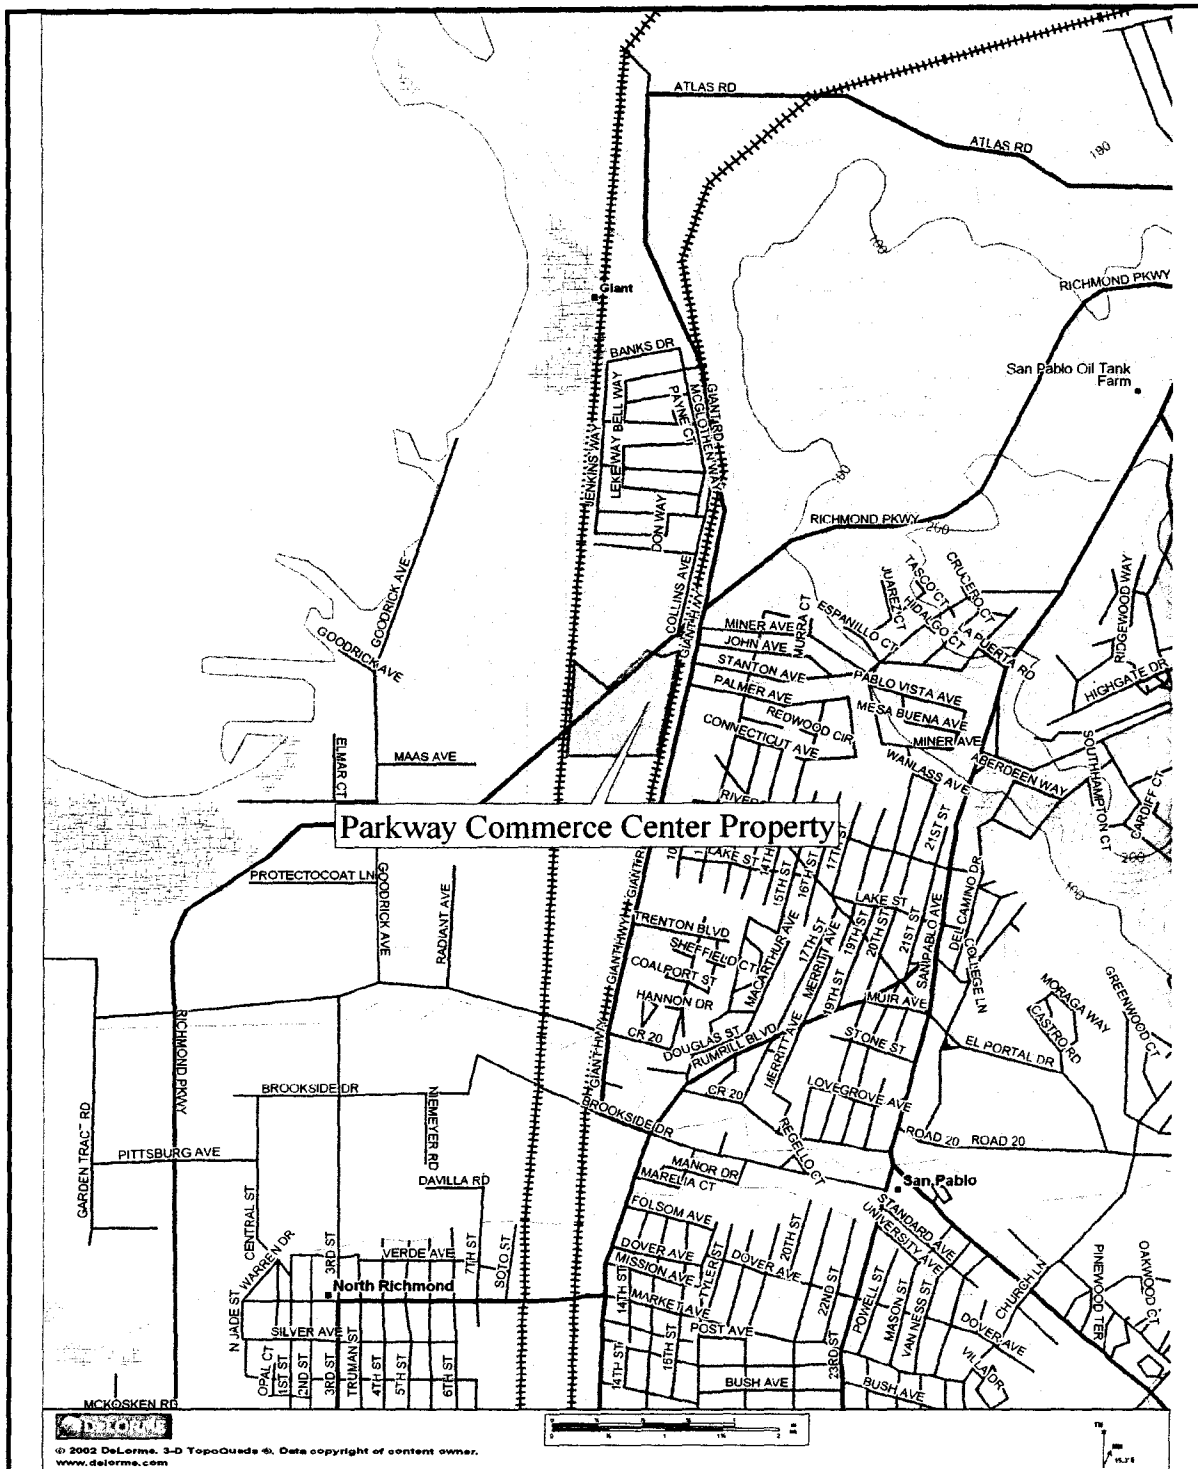 ATLAS RD
ATLAS RD
190
100
RICHMOND PKWY
Giant
BANKS DR
San Pablo Oil Tank
Farm
BELL WAY
PAYNE CT
GIANT RD
MCGLOTHEN WAY
JENKINS WAY
LEKE WAY
RICHMOND PKWY
200
DON WAY
COLLINS AVE
GOODRICK AVE
GOODRICK AVE
CRUCERO CT
TASCO CT
JUAREZ CT
HIDALGO CT
RIDGEWOOD WAY
MINER AVE
MURRA CT
ESPANILLO CT
LA PUERTA RD
JOHN AVE
STANTON AVE
PABLO VISTA AVE
HIGHGATE DR
PALMER AVE
REDWOOD CIR
MESA BUENA AVE
CONNECTICUT AVE
MINER AVE
ELMAR CT
MAAS AVE
WANLASS AVE
ABERDEEN WAY
SOUTHHAMPTON CT
CARDIFF CT
Parkway Commerce Center Property
21ST ST
200
100
LAKE ST
14TH
15TH ST
16TH ST
17TH
PROTECTOCOAT LN
GOODRICK AVE
RADIANT AVE
LAKE ST
DEL CAMINO DR
TRENTON BLVD
SHEFFIELD CT
COALPORT ST
MACARTHUR AVE
17TH ST
MERRITT AVE
19TH ST
20TH ST
21ST ST
SAN PABLO AVE
COLLEGE LN
HANNON DR
GIANT HWY
19TH ST
MUIR AVE
MORAGA WAY
CASTRO RD
GREENWOOD CT
RICHMOND PKWY
CR 20
DOUGLAS ST
RUMRILL BLVD
MERRITT AVE
STONE ST
EL PORTAL DR
GIANT HWY
BROOKSIDE DR
NIEMEYER RD
BROOKSIDE DR
CR 20
LOVEGROVE AVE
GARDEN TRACT RD
PITTSBURG AVE
REGELLO CT
ROAD 20 ROAD 20
MANOR DR
MARELIA CT
San Pablo
DAVILLA RD
CENTRAL ST
WARREN DR
FOLSOM AVE
STANDARD AVE
UNIVERSITY AVE
3RD ST
VERDE AVE
7TH ST
SOTO ST
DOVER AVE
MISSION AVE
TYLER ST
DOVER AVE
20TH ST
22ND ST
CHURCH LN
PINEWOOD TER
OAKWOOD CT
North Richmond
14TH ST
MARKET AVE
POWELL ST
MASON ST
VAN NESS ST
N JADE ST
SILVER AVE
POST AVE
DOVER AVE
OPAL CT
1ST ST
2ND ST
3RD ST
TRUMAN ST
4TH ST
5TH ST
6TH ST
14TH ST
15TH ST
23RD ST
BUSH AVE
BUSH AVE
VILLA DR
MCKOSKEN RD
DELORME
© 2002 DeLorme. 3-D TopoQuads ®. Data copyright of content owner.
www.delorme.com